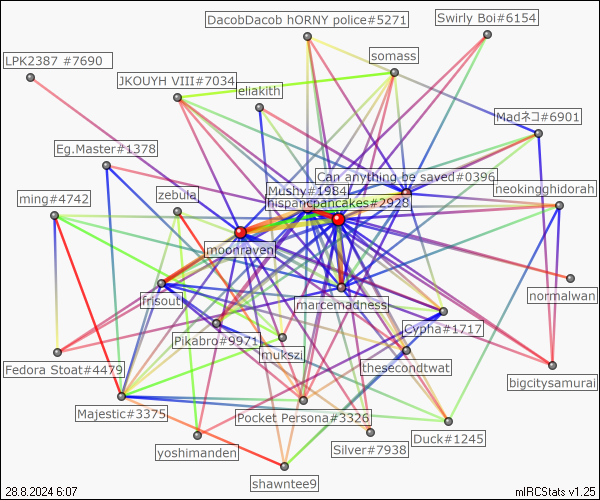 DacobDacob hORNY police#5271
Swirly Boi#6154
LPK2387 #7690
somass
JKOUYH VIII#7034
eliakith
Madネコ#6901
Eg.Master#1378
Can anything be saved#0396
ming#4742
zebula
Mushy#1984
neokingghidorah
hispancpancakes#2928
moonraven
normalwan
frisout
marcemadness
Cypha#1717
Pikabro#9971
mukszi
thesecondtwat
Fedora Stoat#4479
bigcitysamurai
Majestic#3375
Pocket Persona#3326
Duck#1245
yoshimanden
Silver#7938
shawntee9
28.8.2024 6:07
mIRCStats v1.25